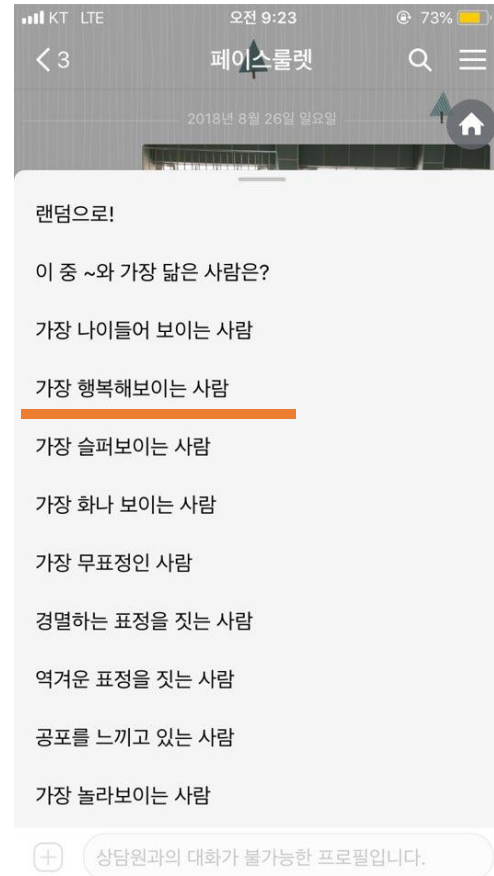 KT LTE 오전 9:23 73%
3 페이스룰렛
2018년 8월 26일 일요일
랜덤으로!
이 중 ~와 가장 닮은 사람은?
가장 나이들어 보이는 사람
가장 행복해보이는 사람
가장 슬퍼보이는 사람
가장 화나 보이는 사람
가장 무표정인 사람
경멸하는 표정을 짓는 사람
역겨운 표정을 짓는 사람
공포를 느끼고 있는 사람
가장 놀라보이는 사람
상담원과의 대화가 불가능한 프로필입니다.